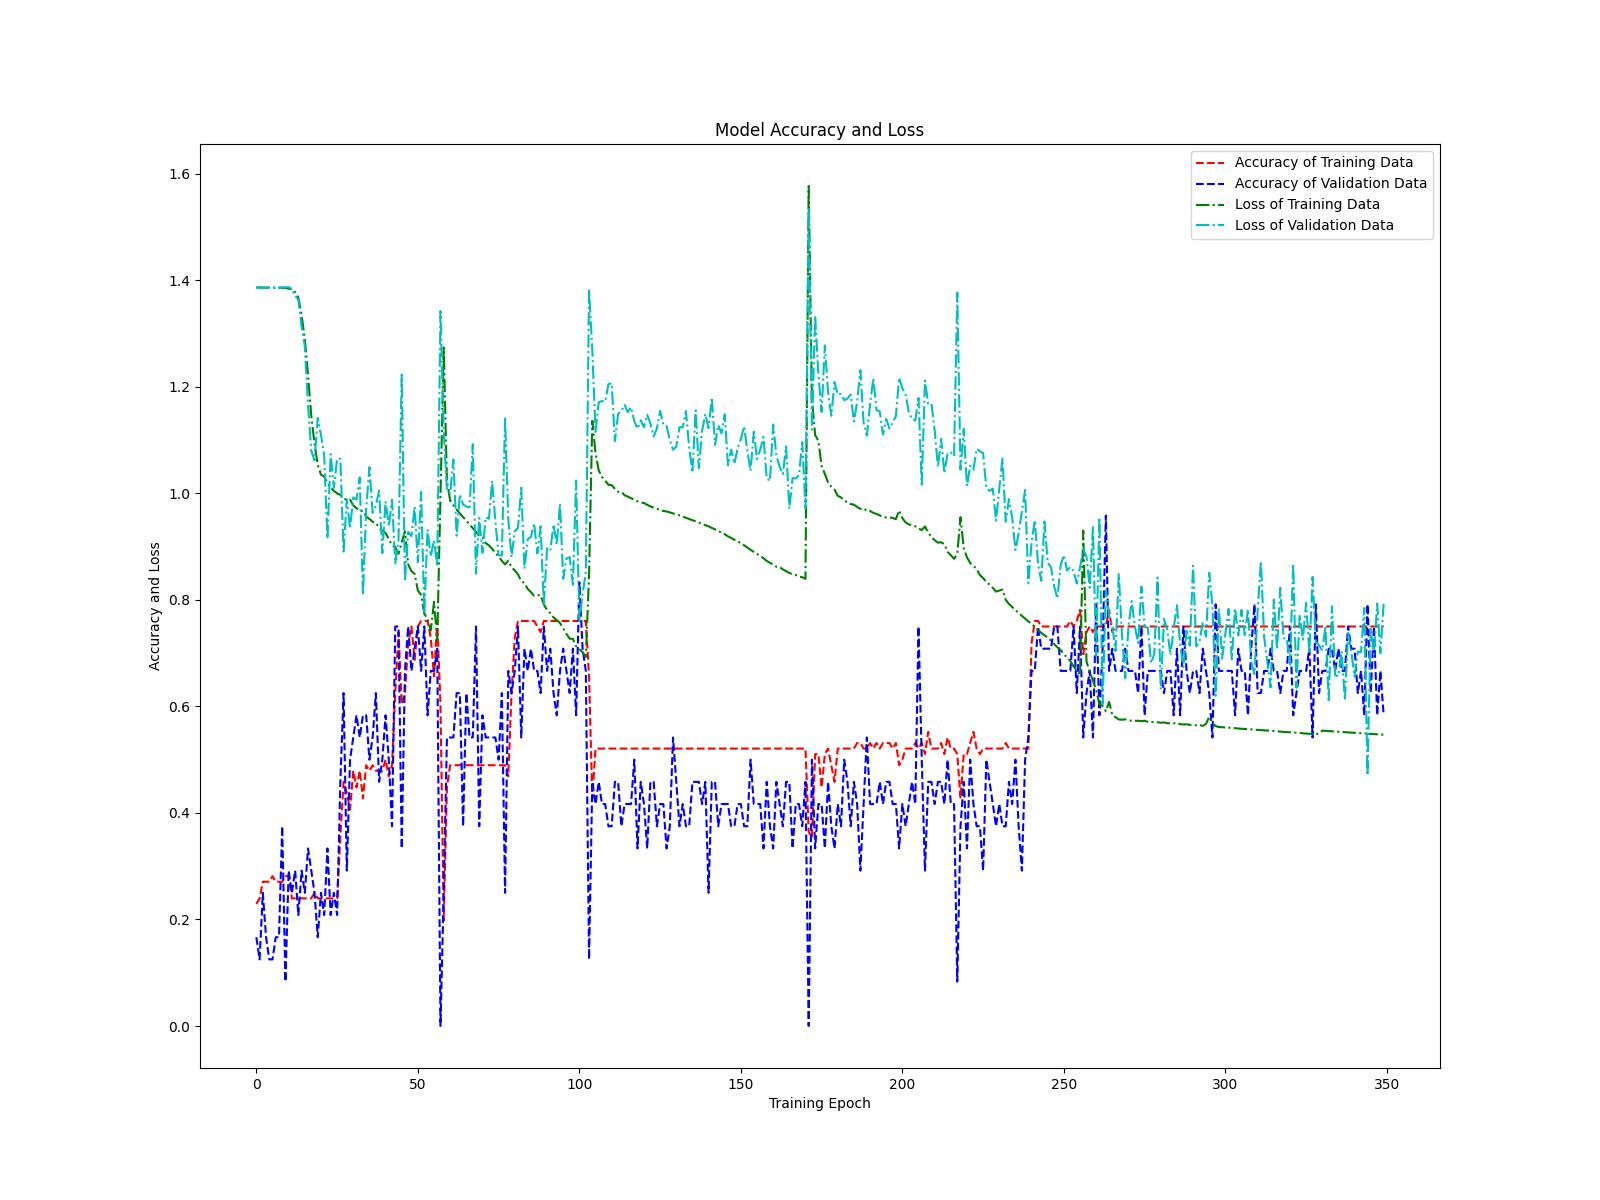 Model Accuracy and Loss
Accuracy of Training Data
Accuracy of Validation Data
Loss of Training Data
Loss of Validation Data
Accuracy and Loss
1.6
1.4
1.2
1.0
0.8
0.6
0.4
0.2
0.0
0 50 100 150 200 250 300 350
Training Epoch